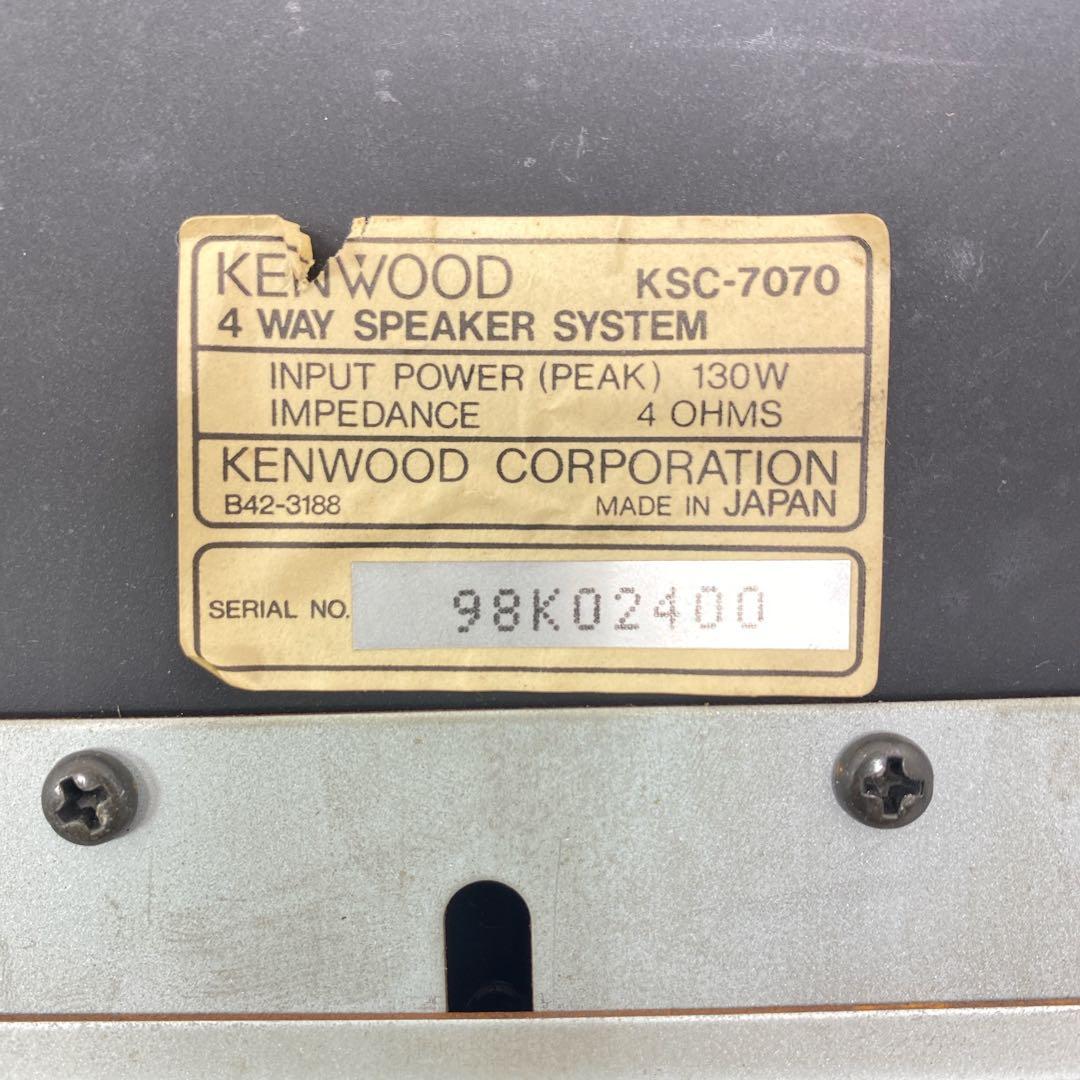 KENWOOD KSC-7070
4 WAY SPEAKER SYSTEM
INPUT POWER (PEAK) 130W
IMPEDANCE 4 OHMS
KENWOOD CORPORATION
B42-3188 MADE IN JAPAN
SERIAL NO. 98K02400